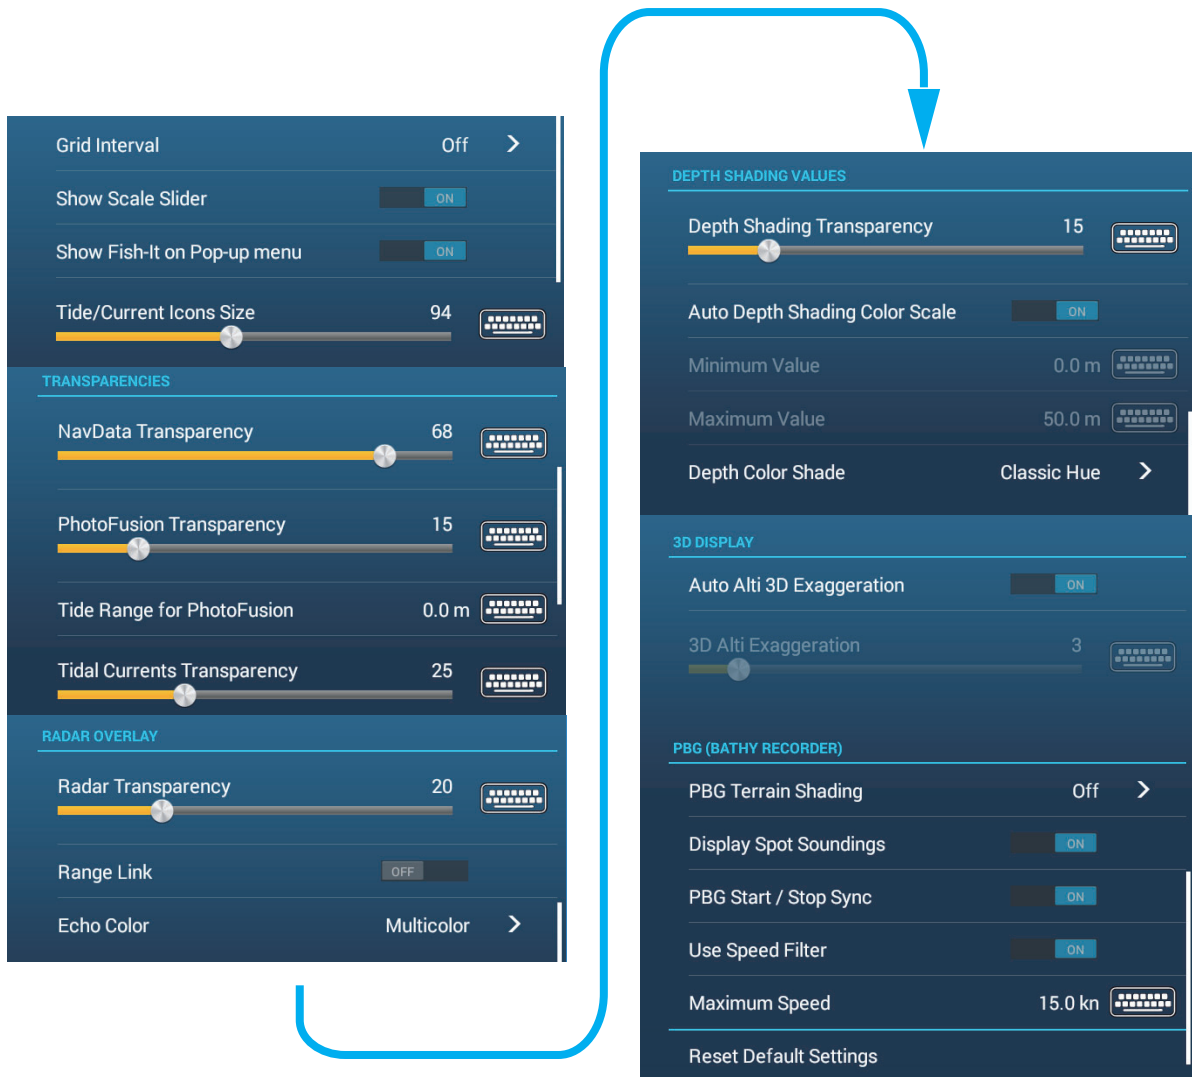 Grid Interval Off
Show Scale Slider ON
Show Fish-It on Pop-up menu ON
Tide/Current Icons Size 94
TRANSPARENCIES
NavData Transparency 68
PhotoFusion Transparency 15
Tide Range for PhotoFusion 0.0 m
Tidal Currents Transparency 25
RADAR OVERLAY
Radar Transparency 20
Range Link OFF
Echo Color Multicolor
DEPTH SHADING VALUES
Depth Shading Transparency 15
Auto Depth Shading Color Scale ON
Minimum Value 0.0 m
Maximum Value 50.0 m
Depth Color Shade Classic Hue
3D DISPLAY
Auto Alti 3D Exaggeration ON
3D Alti Exaggeration 3
PBG (BATHY RECORDER)
PBG Terrain Shading Off
Display Spot Soundings ON
PBG Start / Stop Sync ON
Use Speed Filter ON
Maximum Speed 15.0 kn
Reset Default Settings